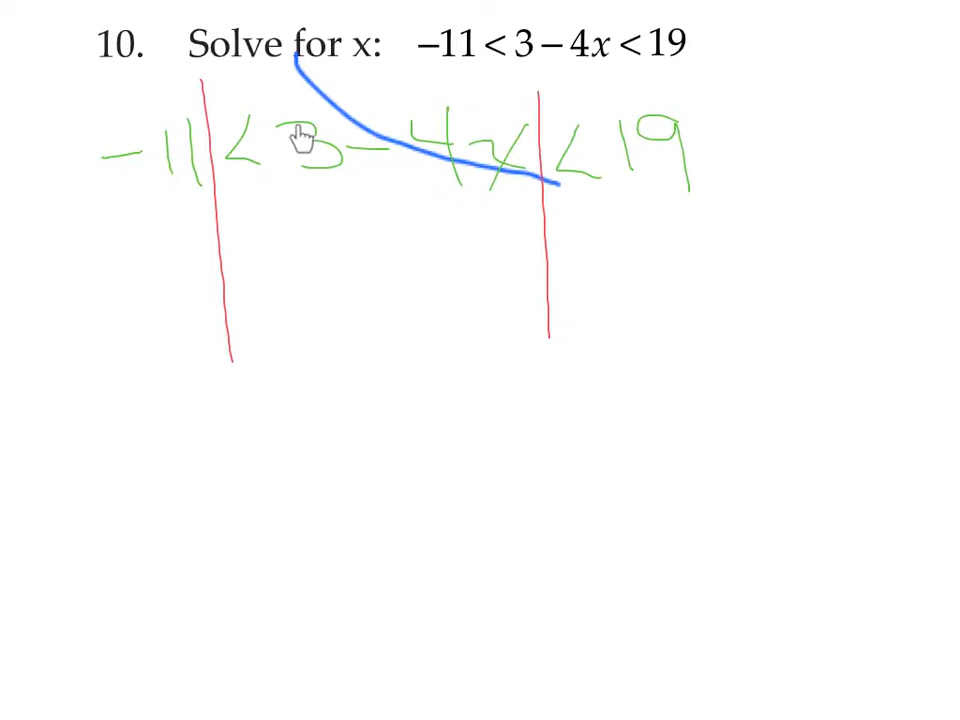 10. Solve for x: −11 < 3 − 4x < 19
− 11 < 3 − 4x < 19